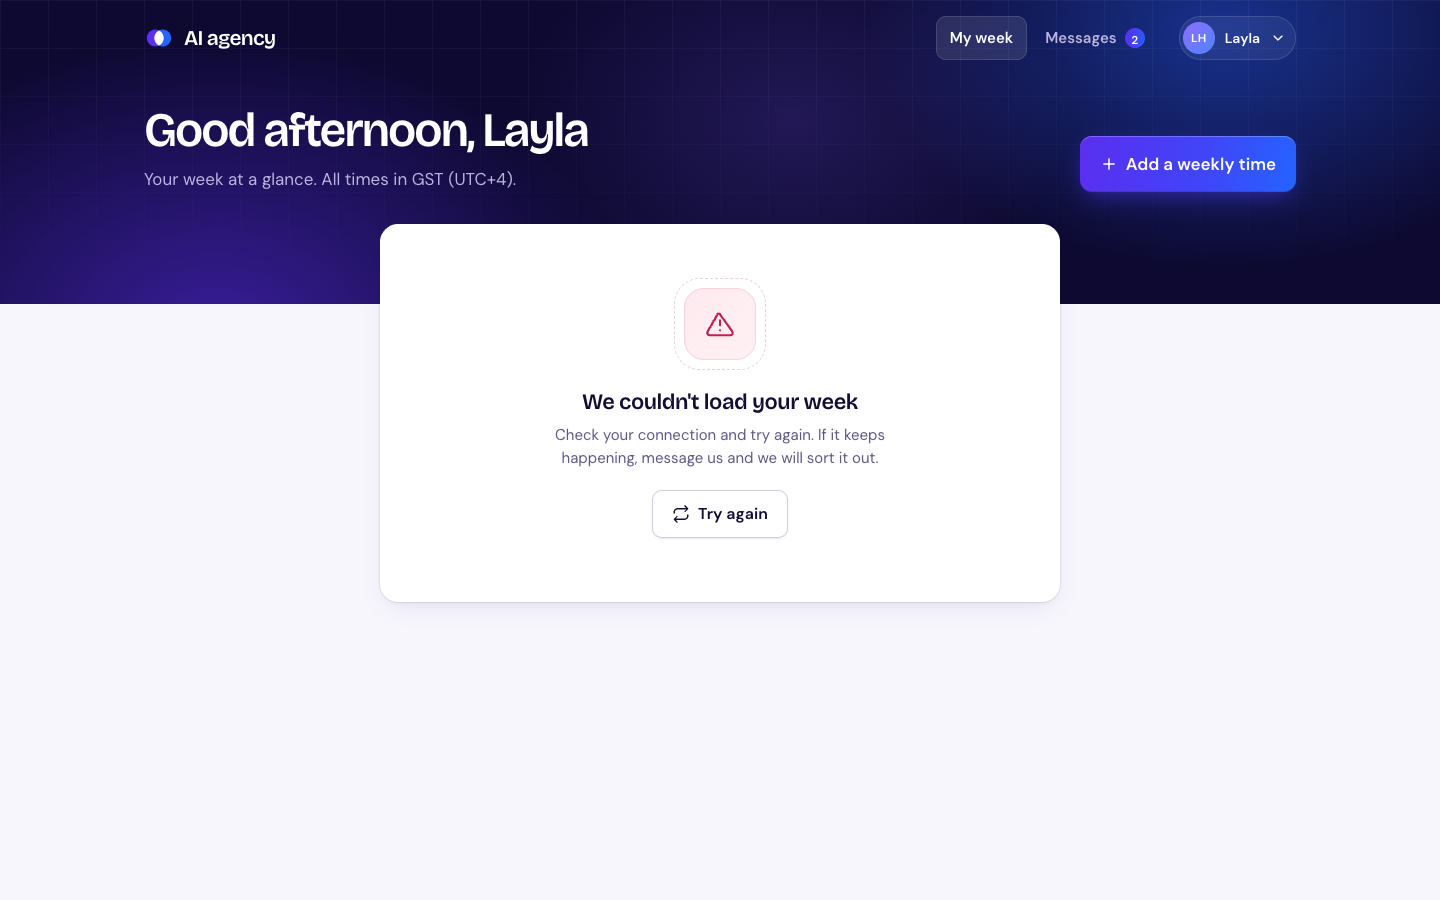 AI agency
My week
Messages 2
LH Layla
Good afternoon, Layla
Your week at a glance. All times in GST (UTC+4).
+ Add a weekly time
We couldn't load your week
Check your connection and try again. If it keeps
happening, message us and we will sort it out.
Try again